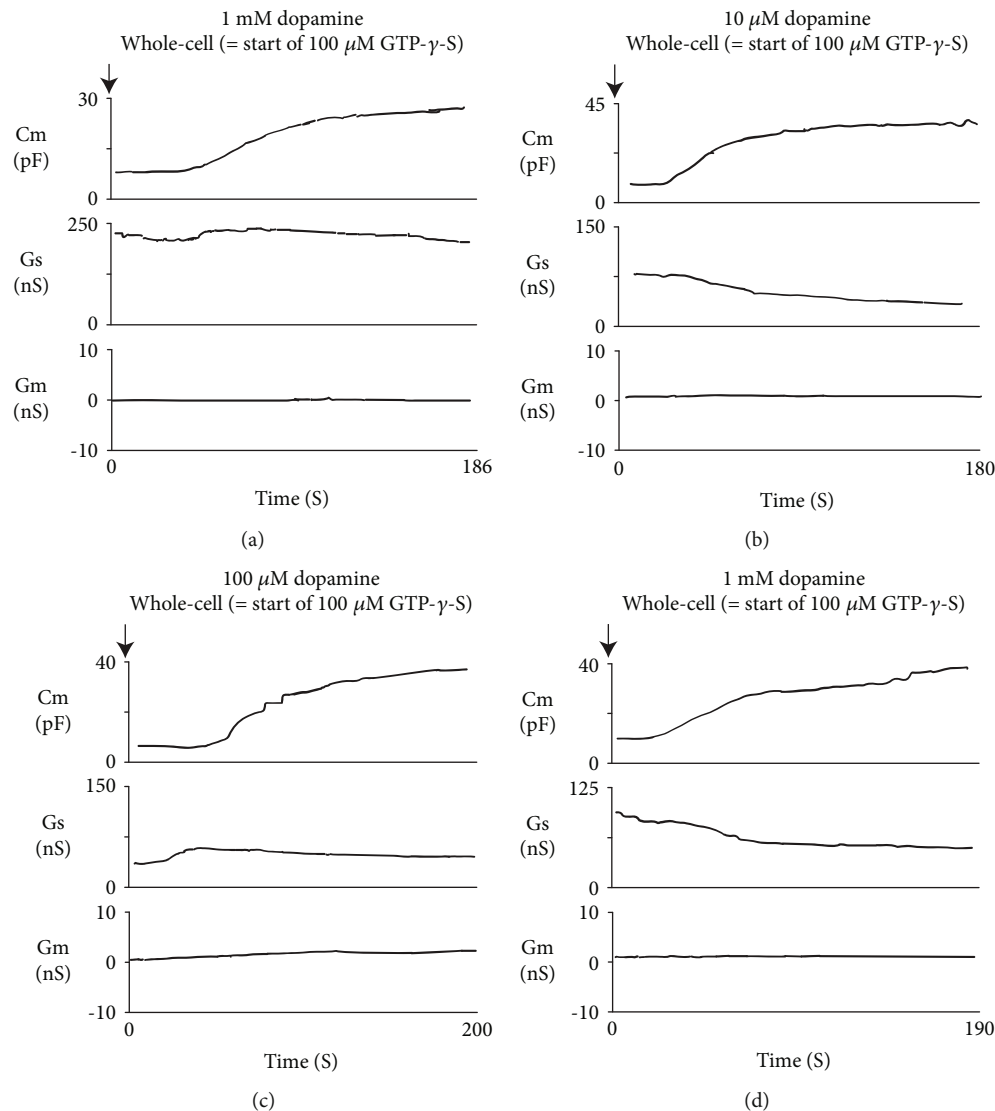 1 mM dopamine
Whole-cell (= start of 100 μM GTP-γ-S)
30
Cm
(pF)
0
250
Gs
(nS)
0
10
Gm
(nS)
0
-10
0
186
Time (S)
(a)
10 μM dopamine
Whole-cell (= start of 100 μM GTP-γ-S)
45
Cm
(pF)
0
150
Gs
(nS)
0
10
Gm
(nS)
0
-10
0
180
Time (S)
(b)
100 μM dopamine
Whole-cell (= start of 100 μM GTP-γ-S)
40
Cm
(pF)
0
150
Gs
(nS)
0
10
Gm
(nS)
0
-10
0
200
Time (S)
(c)
1 mM dopamine
Whole-cell (= start of 100 μM GTP-γ-S)
40
Cm
(pF)
0
125
Gs
(nS)
0
10
Gm
(nS)
0
-10
0
190
Time (S)
(d)